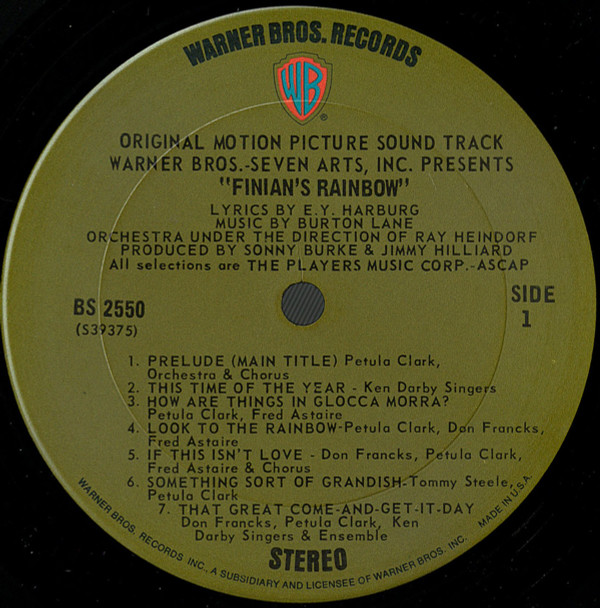 WARNER BROS. RECORDS
WB
®
ORIGINAL MOTION PICTURE SOUND TRACK
WARNER BROS.-SEVEN ARTS, INC. PRESENTS
"FINIAN'S RAINBOW"
LYRICS BY E.Y. HARBURG
MUSIC BY BURTON LANE
ORCHESTRA UNDER THE DIRECTION OF RAY HEINDORF
PRODUCED BY SONNY BURKE & JIMMY HILLIARD
All selections are THE PLAYERS MUSIC CORP.-ASCAP
BS 2550
(S39375)
SIDE
1
1. PRELUDE (MAIN TITLE) Petula Clark,
Orchestra & Chorus
2. THIS TIME OF THE YEAR - Ken Darby Singers
3. HOW ARE THINGS IN GLOCCA MORRA?
Petula Clark, Fred Astaire
4. LOOK TO THE RAINBOW-Petula Clark, Don Francks,
Fred Astaire
5. IF THIS ISN'T LOVE - Don Francks, Petula Clark,
Fred Astaire & Chorus
6. SOMETHING SORT OF GRANDISH-Tommy Steele,
Petula Clark
7. THAT GREAT COME-AND-GET-IT-DAY
Don Francks, Petula Clark, Ken
Darby Singers & Ensemble
STEREO
WARNER BROS. RECORDS INC., A SUBSIDIARY AND LICENSEE OF WARNER BROS. INC. MADE IN U.S.A.